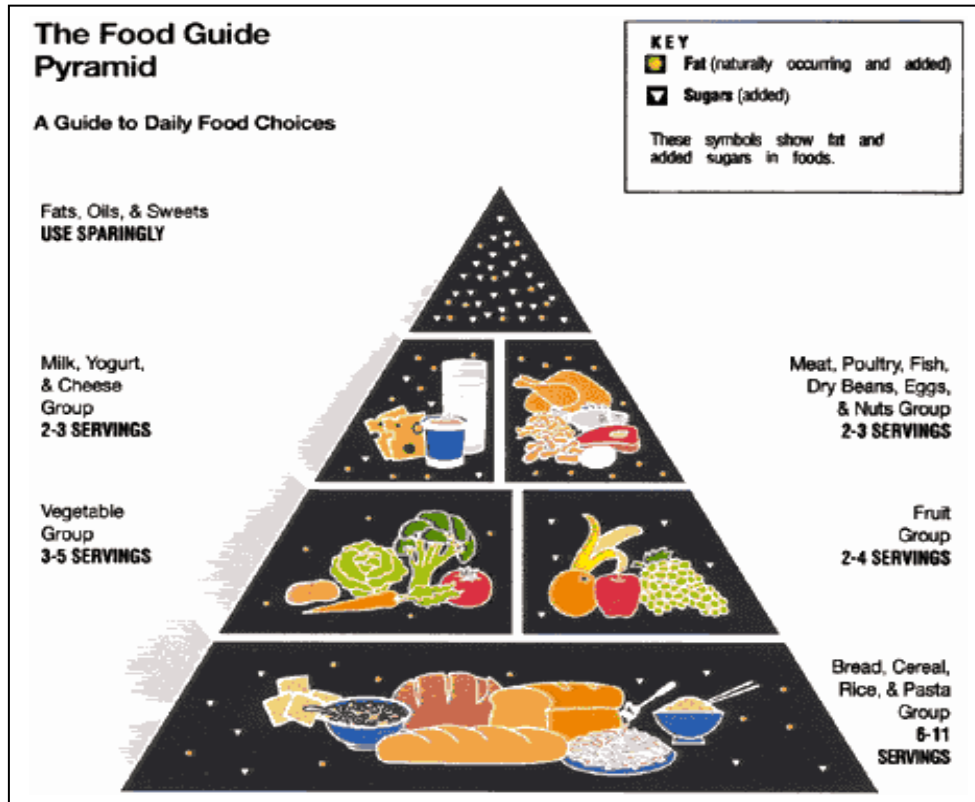 The Food Guide
Pyramid
A Guide to Daily Food Choices
KEY
Fat (naturally occurring and added)
Sugars (added)
These symbols show fat and
added sugars in foods.
Fats, Oils, & Sweets
USE SPARINGLY
Milk, Yogurt,
& Cheese
Group
2-3 SERVINGS
Meat, Poultry, Fish,
Dry Beans, Eggs,
& Nuts Group
2-3 SERVINGS
Vegetable
Group
3-5 SERVINGS
Fruit
Group
2-4 SERVINGS
Bread, Cereal,
Rice, & Pasta
Group
6-11
SERVINGS